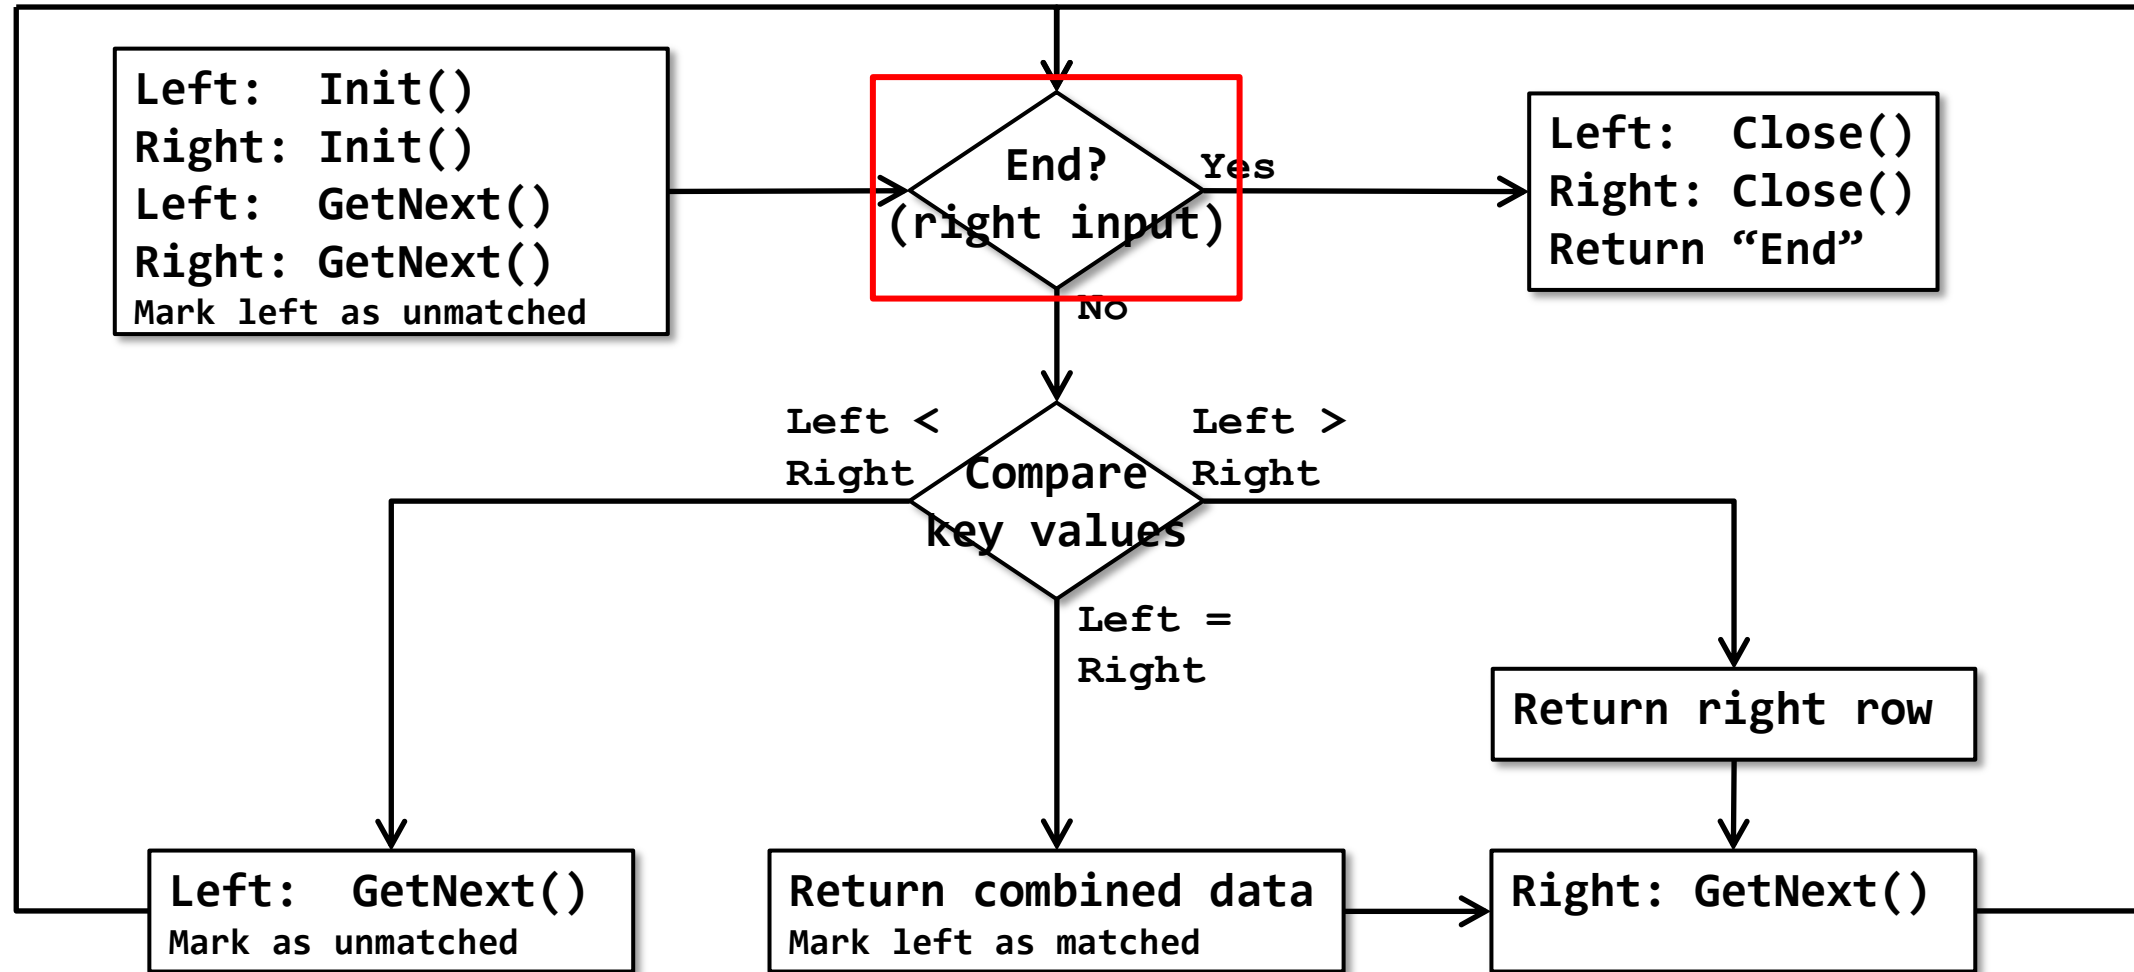 Left:  Init()
Right: Init()
Left:  GetNext()
Right: GetNext()
Mark left as unmatched
End?
(right input)
Yes
No
Left:  Close()
Right: Close()
Return “End”
Left <
Right
Compare
key values
Left >
Right
Left =
Right
Return right row
Left:  GetNext()
Mark as unmatched
Return combined data
Mark left as matched
Right: GetNext()